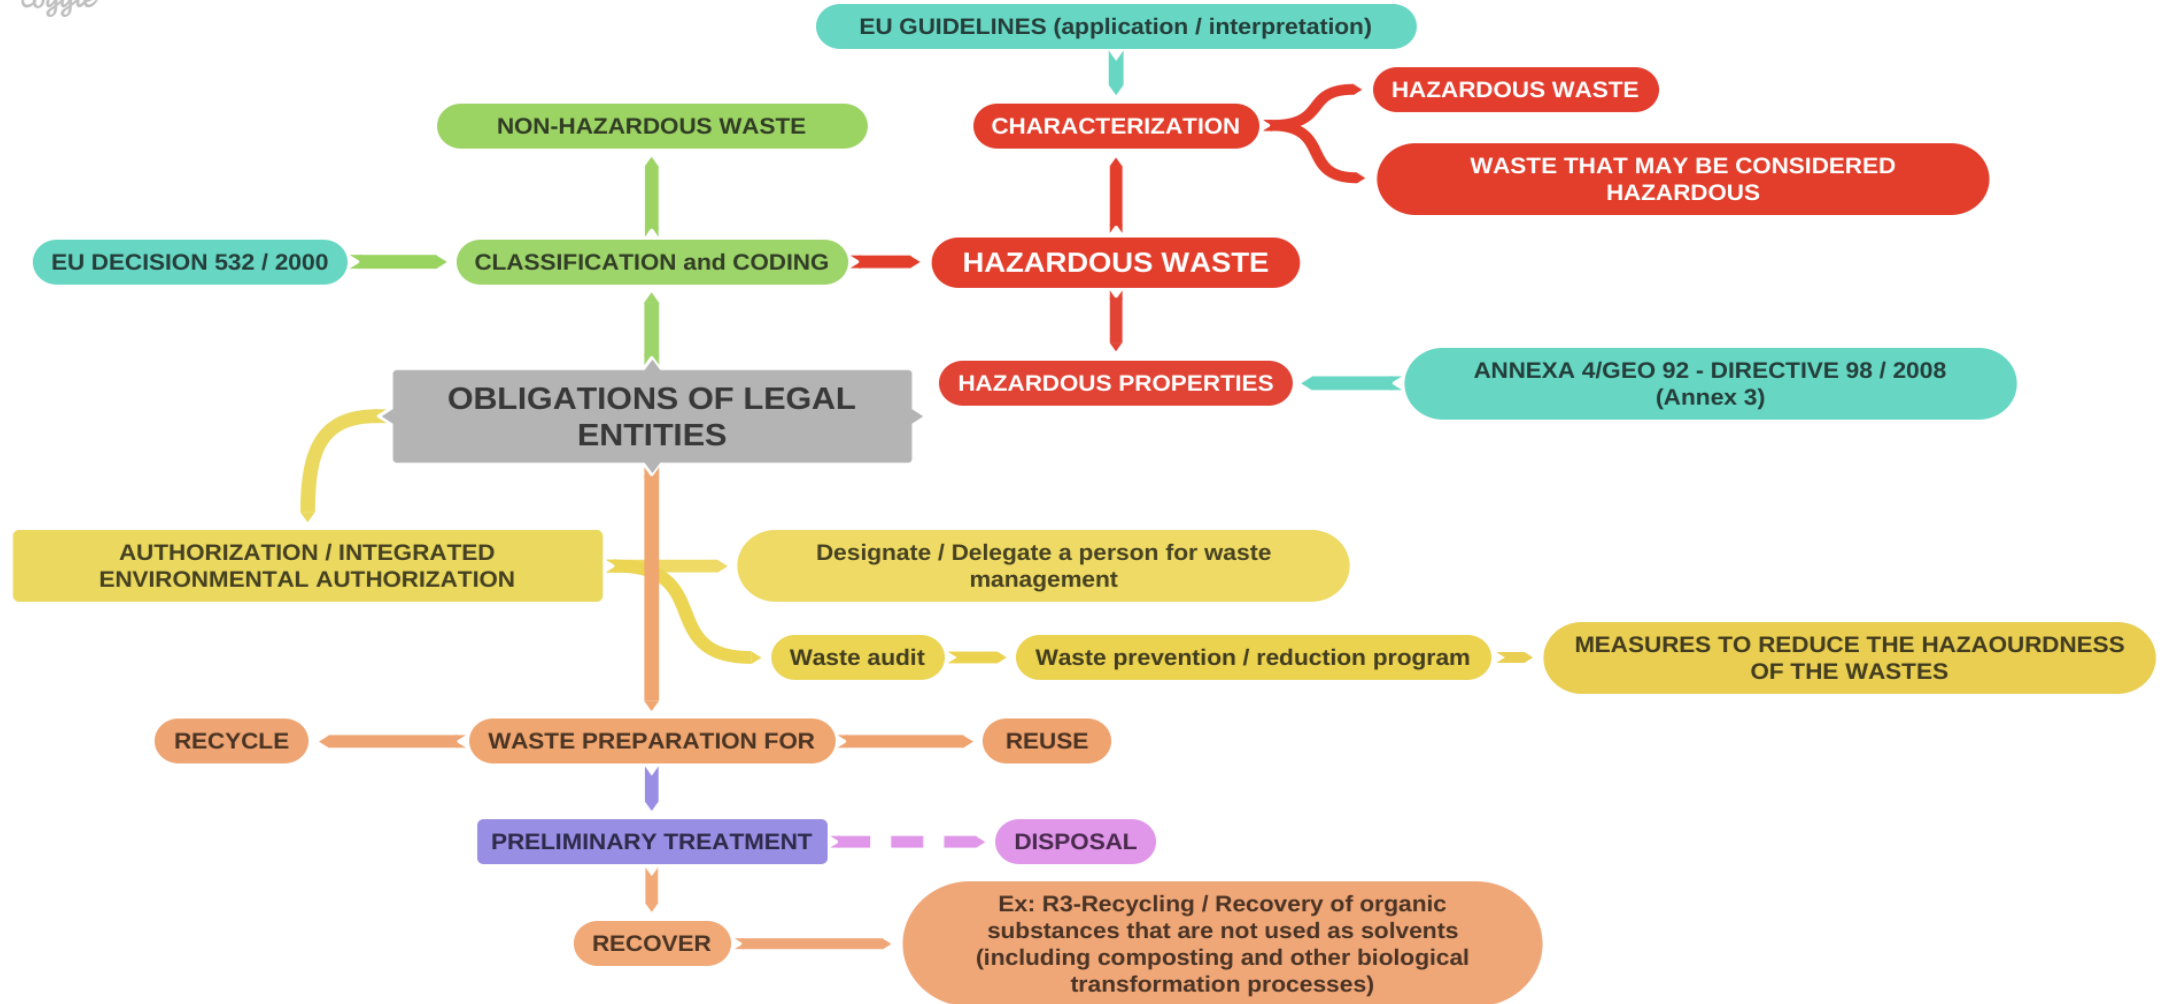 coggle
EU GUIDELINES (application / interpretation)
HAZARDOUS WASTE
NON-HAZARDOUS WASTE
CHARACTERIZATION
WASTE THAT MAY BE CONSIDERED
HAZARDOUS
EU DECISION 532 / 2000
CLASSIFICATION and CODING
HAZARDOUS WASTE
OBLIGATIONS OF LEGAL
ENTITIES
HAZARDOUS PROPERTIES
ANNEXA 4/GEO 92 - DIRECTIVE 98 / 2008
(Annex 3)
AUTHORIZATION / INTEGRATED
ENVIRONMENTAL AUTHORIZATION
Designate / Delegate a person for waste
management
Waste audit
Waste prevention / reduction program
MEASURES TO REDUCE THE HAZAOURDNESS
OF THE WASTES
RECYCLE
WASTE PREPARATION FOR
REUSE
PRELIMINARY TREATMENT
DISPOSAL
RECOVER
Ex: R3-Recycling / Recovery of organic
substances that are not used as solvents
(including composting and other biological
transformation processes)